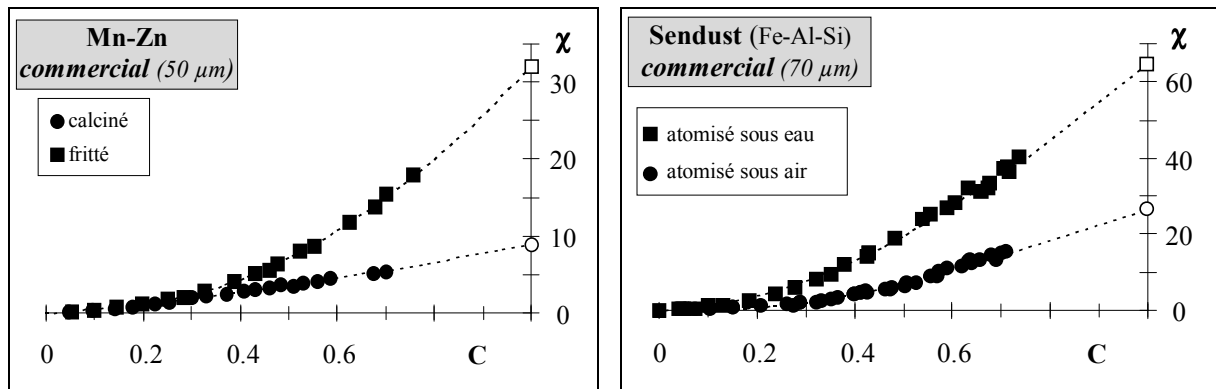 Mn-Zn
commercial (50 µm)
calciné
fritté
χ
30
20
10
0
0
0.2
0.4
0.6
C
Sendust (Fe-Al-Si)
commercial (70 µm)
atomisé sous eau
atomisé sous air
χ
60
40
20
0
0
0.2
0.4
0.6
C